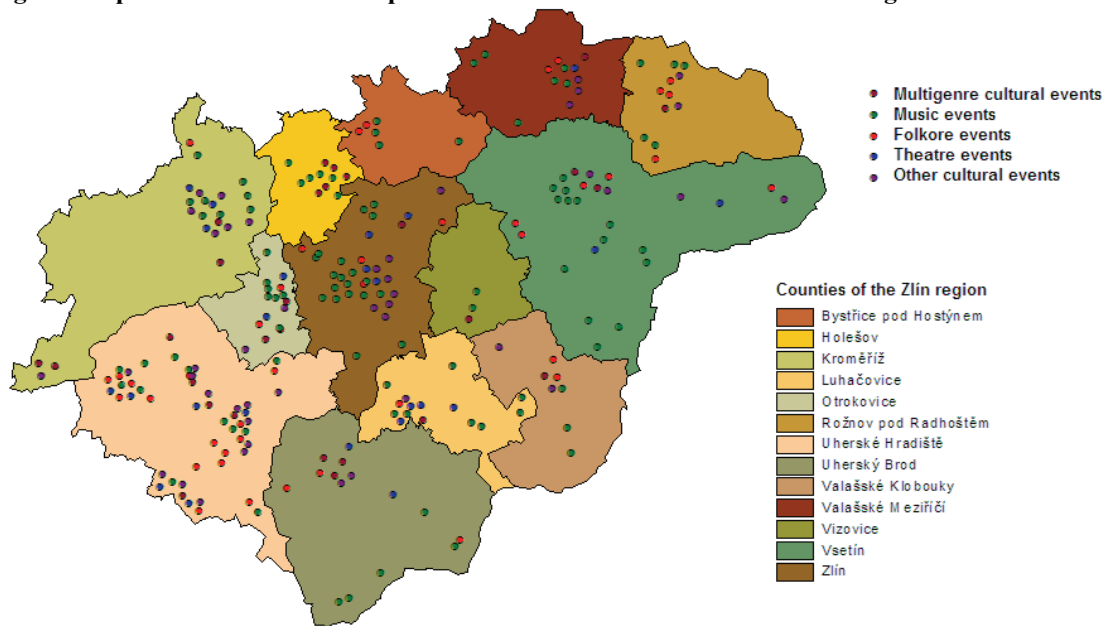 Multigenre cultural events
Music events
Folkore events
Theatre events
Other cultural events
Counties of the Zlín region
Bystřice pod Hostýnem
Holešov
Kroměříž
Luhačovice
Otrokovice
Rožnov pod Radhoštěm
Uherské Hradiště
Uherský Brod
Valašské Klobouky
Valašské Meziříčí
Vizovice
Vsetín
Zlín